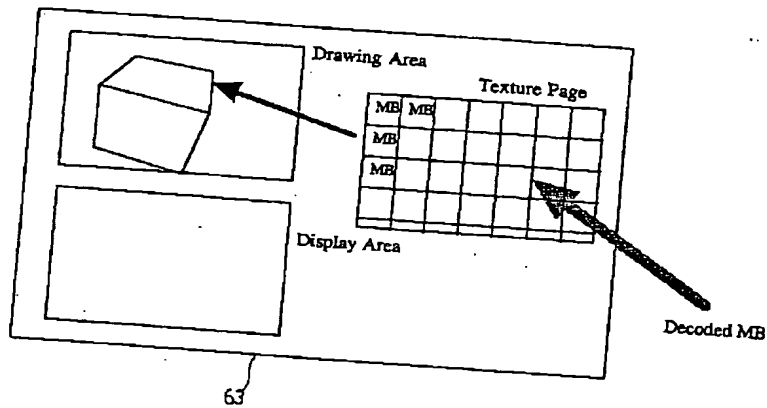 Drawing Area
Texture Page
MB MB
MB
MB
Display Area
Decoded MB
63